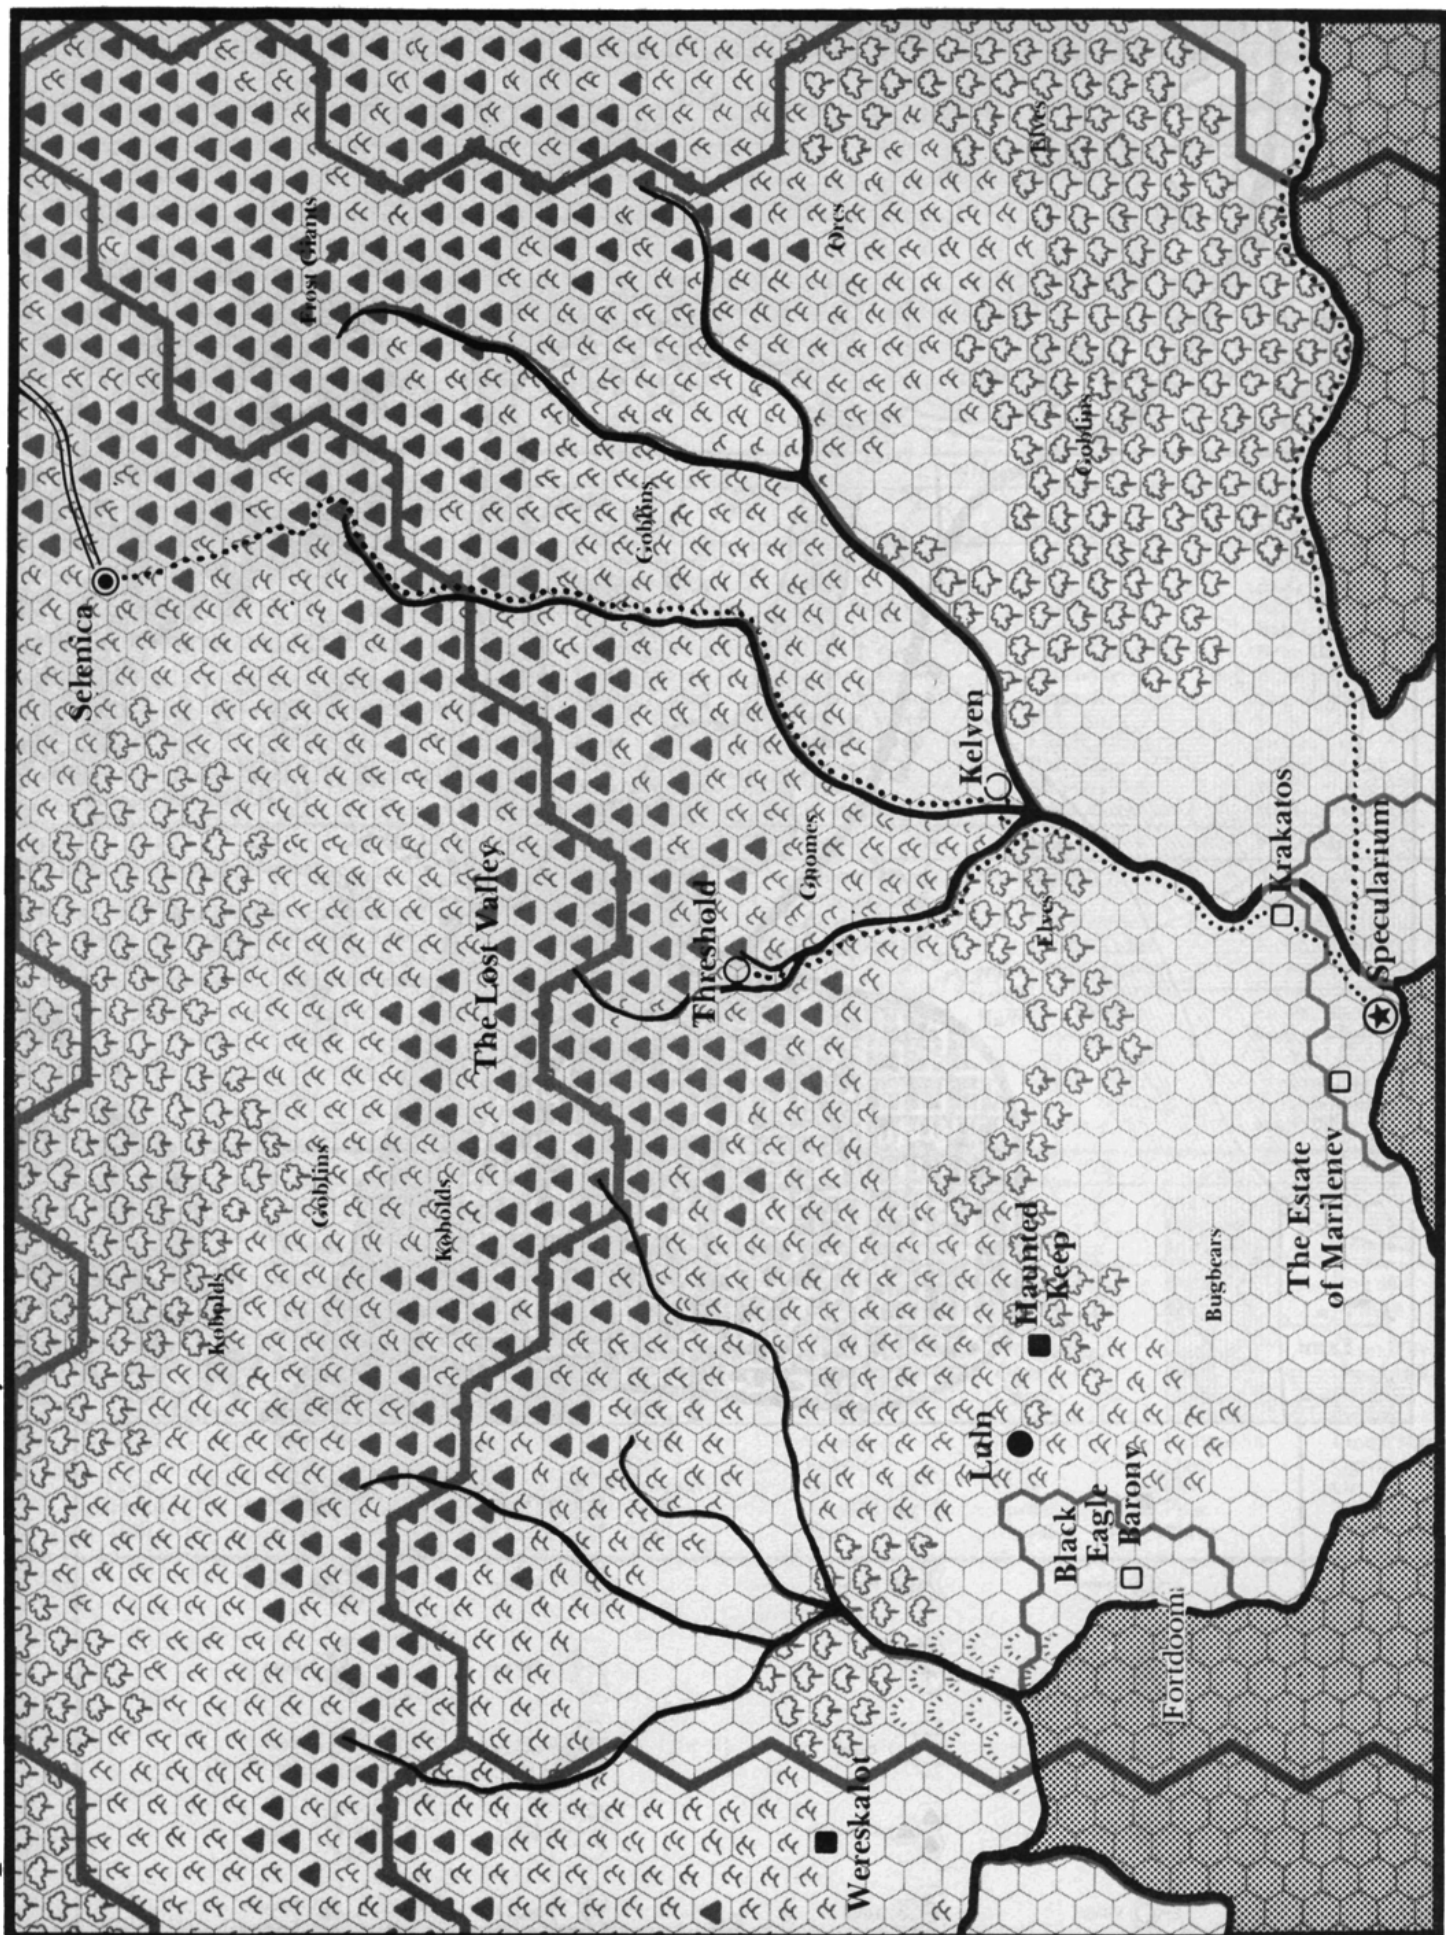 Selenica
Frost Giants
Orcs
Elves
Goblins
Goblins
Kelven
Gnomes
The Lost Valley
Threshold
Elves
Krakatos
Specularium
Goblins
Kobolds
Kobolds
Haunted
Keep
Bugbears
The Estate
of Marilenev
Luln
Black
Eagle
Barony
Fortdoom
Wereskalot